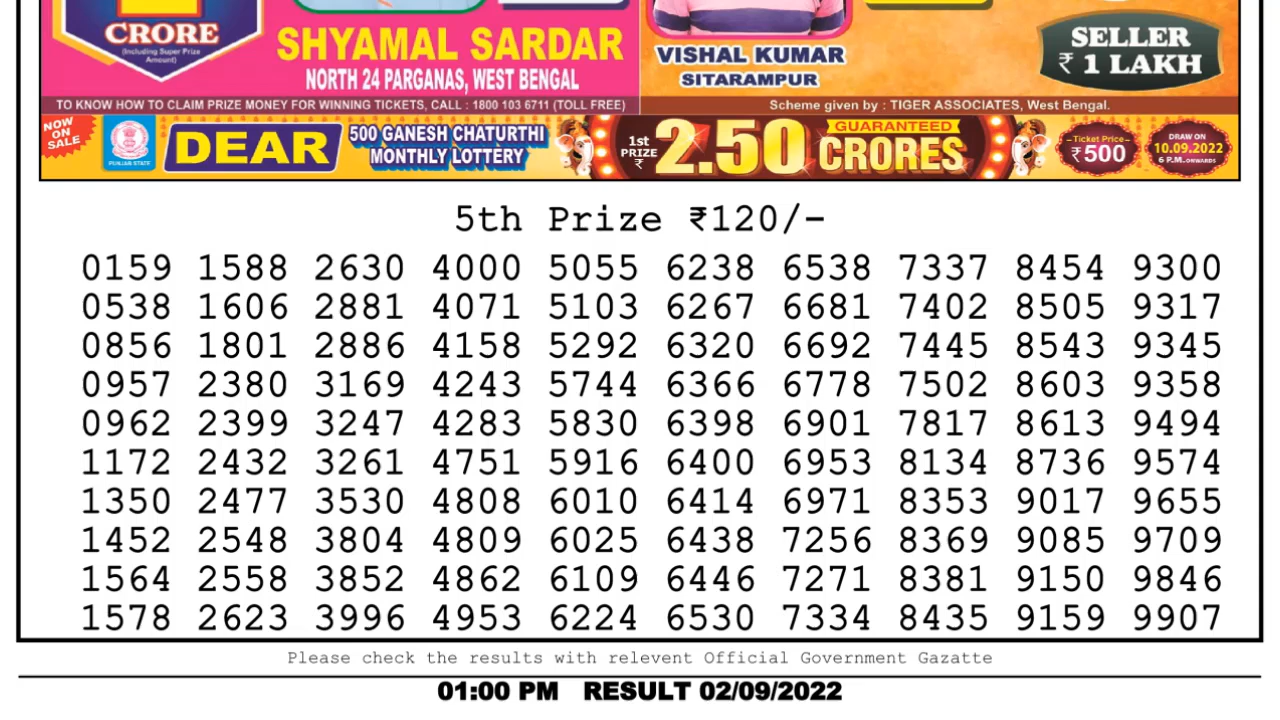 CRORE
(Including Super Prize
Amount)
SHYAMAL SARDAR
NORTH 24 PARGANAS, WEST BENGAL
VISHAL KUMAR
SITARAMPUR
SELLER
₹ 1 LAKH
TO KNOW HOW TO CLAIM PRIZE MONEY FOR WINNING TICKETS, CALL : 1800 103 6711 (TOLL FREE)
Scheme given by : TIGER ASSOCIATES, West Bengal.
NOW
ON
SALE
PUNJAB STATE
DEAR
500 GANESH CHATURTHI
MONTHLY LOTTERY
1st
PRIZE
₹
2.50
GUARANTEED
CRORES
Ticket Price
₹500
DRAW ON
10.09.2022
6 P.M. ONWARDS
5th Prize ₹120/-
0159 1588 2630 4000 5055 6238 6538 7337 8454 9300
0538 1606 2881 4071 5103 6267 6681 7402 8505 9317
0856 1801 2886 4158 5292 6320 6692 7445 8543 9345
0957 2380 3169 4243 5744 6366 6778 7502 8603 9358
0962 2399 3247 4283 5830 6398 6901 7817 8613 9494
1172 2432 3261 4751 5916 6400 6953 8134 8736 9574
1350 2477 3530 4808 6010 6414 6971 8353 9017 9655
1452 2548 3804 4809 6025 6438 7256 8369 9085 9709
1564 2558 3852 4862 6109 6446 7271 8381 9150 9846
1578 2623 3996 4953 6224 6530 7334 8435 9159 9907
Please check the results with relevent Official Government Gazatte
01:00 PM RESULT 02/09/2022